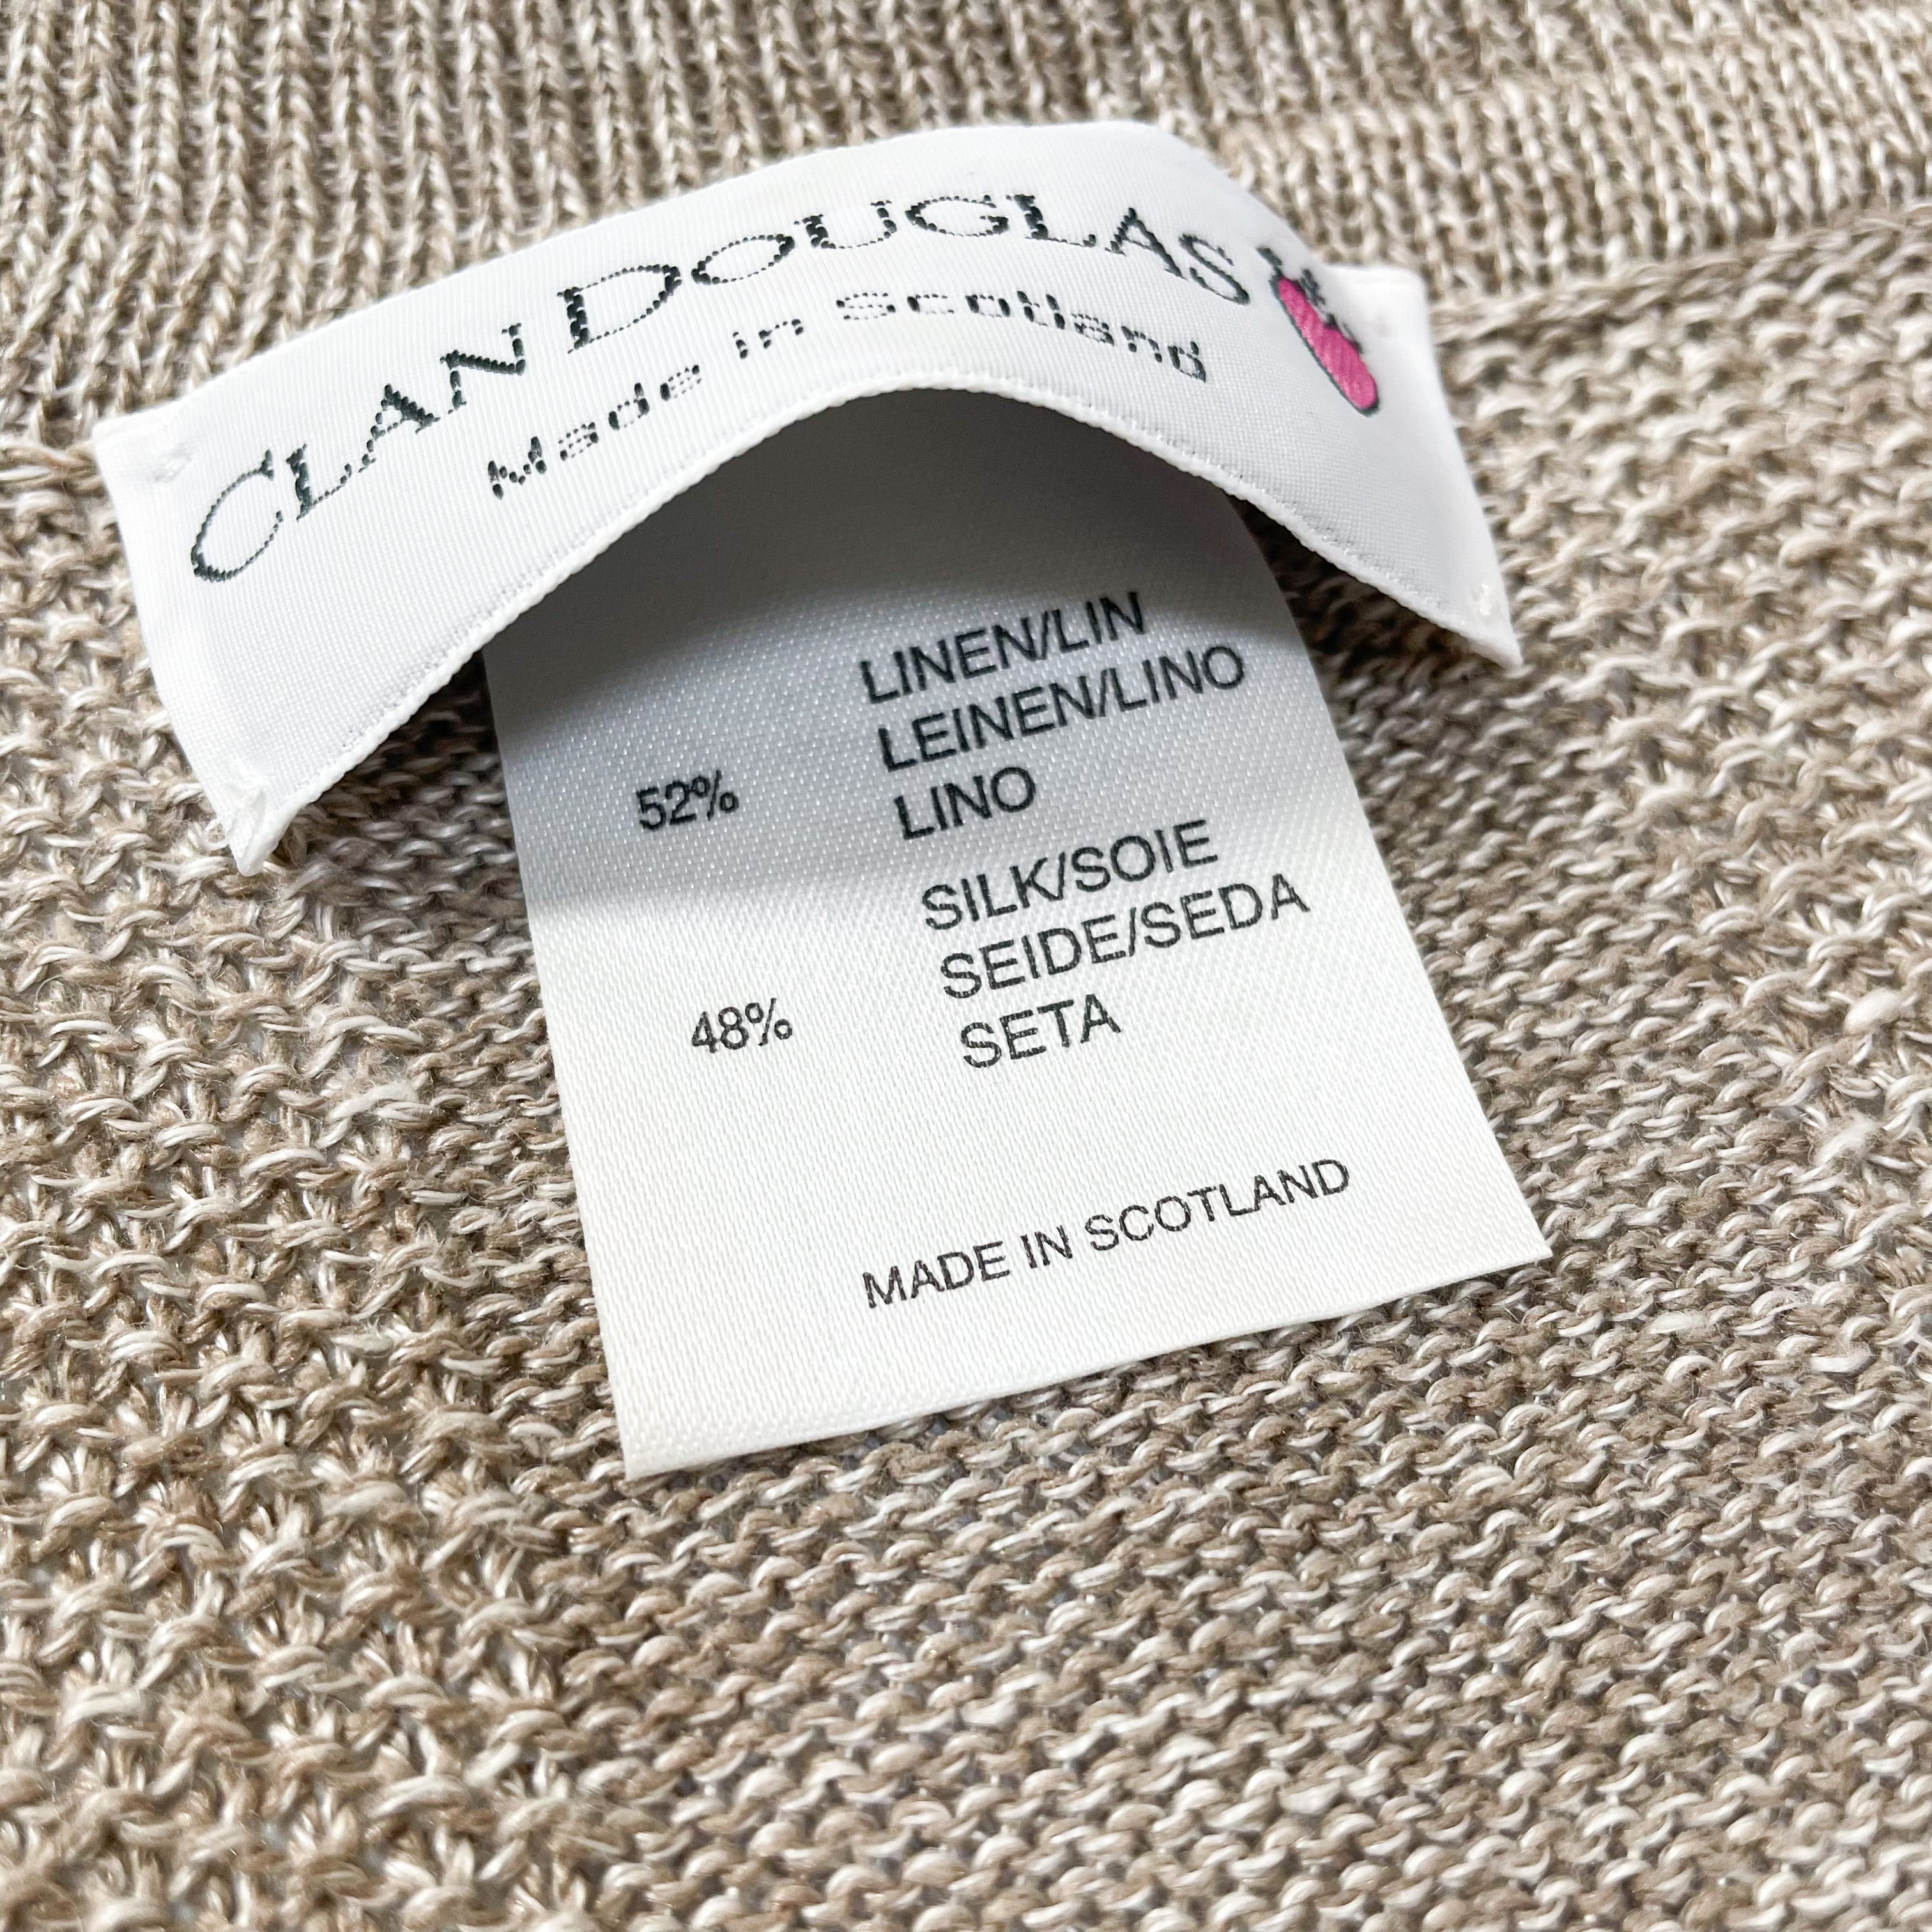 CLAN DOUGLAS
Made in Scotland
LINEN/LIN
LEINEN/LINO
52% LINO
SILK/SOIE
SEIDE/SEDA
48% SETA
MADE IN SCOTLAND